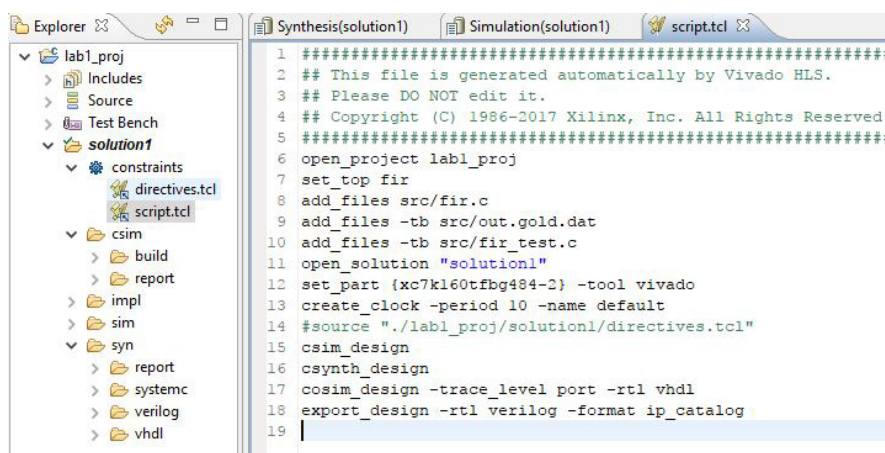 Explorer
Synthesis(solution1)
Simulation(solution1)
script.tcl
lab1_proj
Includes
Source
Test Bench
solution1
constraints
directives.tcl
script.tcl
csim
build
report
impl
sim
syn
report
systemc
verilog
vhdl
1 ##############################################################
2 ## This file is generated automatically by Vivado HLS.
3 ## Please DO NOT edit it.
4 ## Copyright (C) 1986-2017 Xilinx, Inc. All Rights Reserved
5 ##############################################################
6 open_project lab1_proj
7 set_top fir
8 add_files src/fir.c
9 add_files -tb src/out.gold.dat
10 add_files -tb src/fir_test.c
11 open_solution "solution1"
12 set_part {xc7k160tfbg484-2} -tool vivado
13 create_clock -period 10 -name default
14 #source "./lab1_proj/solution1/directives.tcl"
15 csim_design
16 csynth_design
17 cosim_design -trace_level port -rtl vhdl
18 export_design -rtl verilog -format ip_catalog
19